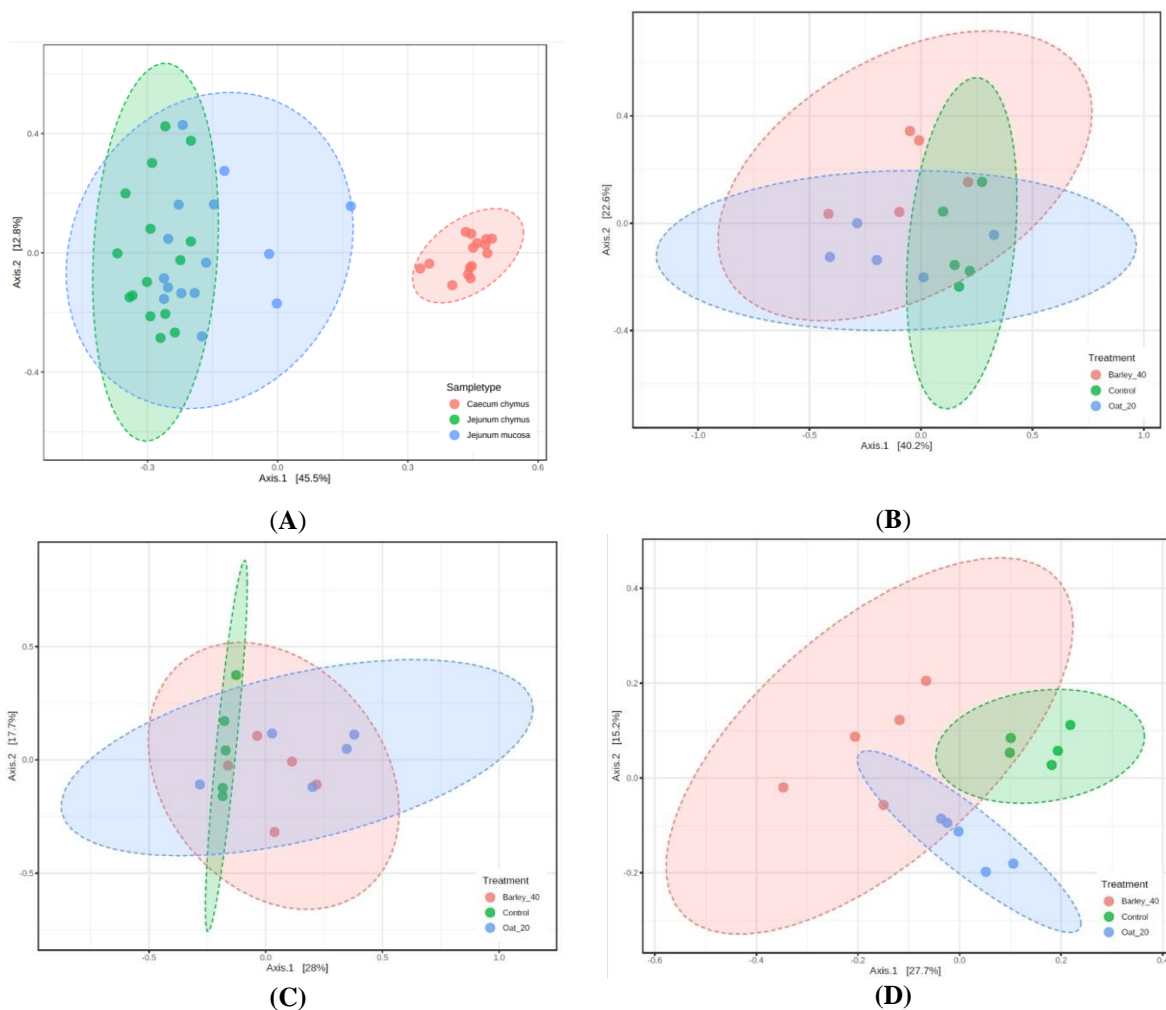 0.4
0.0
-0.4
Axis.2 [12.8%]
-0.3
0.0
0.3
0.6
Axis.1 [45.5%]
Sampletype
Caecum chymus
Jejunum chymus
Jejunum mucosa
(A)
0.4
0.0
-0.4
Axis.2 [22.6%]
-1.0
-0.5
0.0
0.5
1.0
Axis.1 [40.2%]
Treatment
Barley_40
Control
Oat_20
(B)
0.5
0.0
-0.5
Axis.2 [17.7%]
-0.5
0.0
0.5
1.0
Axis.1 [28%]
Treatment
Barley_40
Control
Oat_20
(C)
0.4
0.2
0.0
-0.2
Axis.2 [15.2%]
-0.6
-0.4
-0.2
0.0
0.2
0.4
Axis.1 [27.7%]
Treatment
Barley_40
Control
Oat_20
(D)